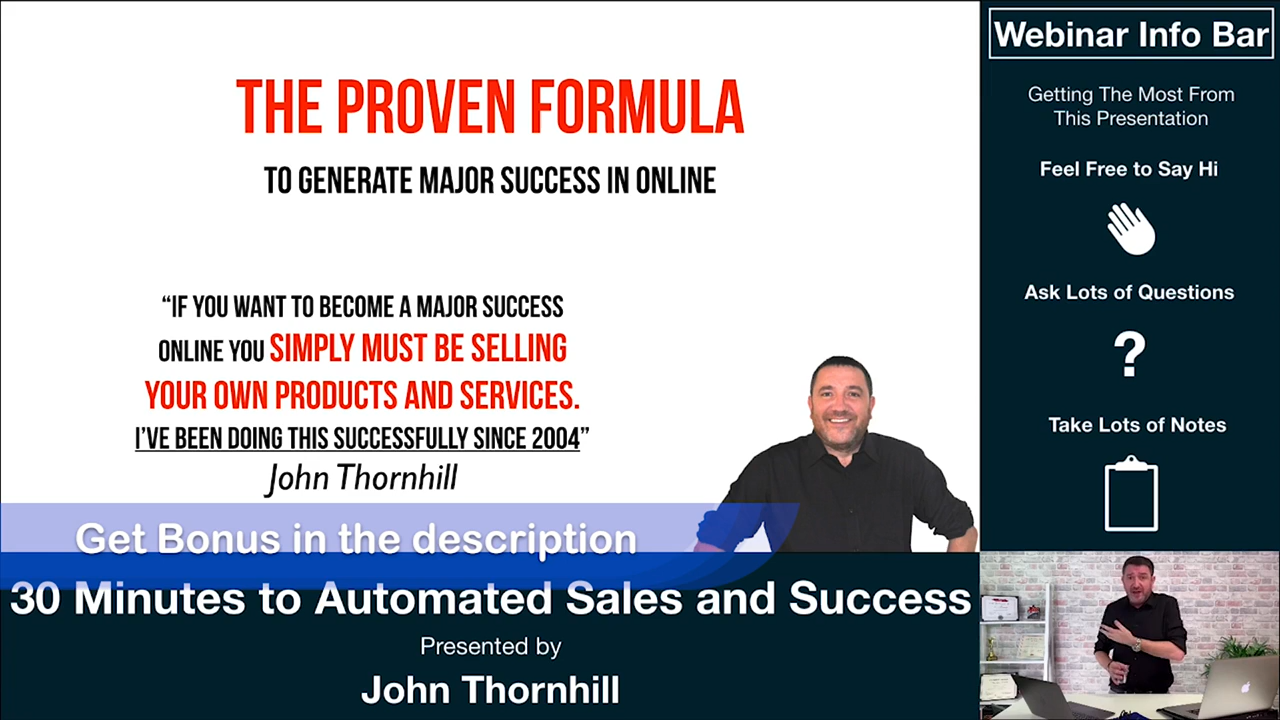 THE PROVEN FORMULA
TO GENERATE MAJOR SUCCESS IN ONLINE
“IF YOU WANT TO BECOME A MAJOR SUCCESS
ONLINE YOU SIMPLY MUST BE SELLING
YOUR OWN PRODUCTS AND SERVICES.
I’VE BEEN DOING THIS SUCCESSFULLY SINCE 2004”
John Thornhill
Get Bonus in the description
30 Minutes to Automated Sales and Success
Presented by
John Thornhill
Webinar Info Bar
Getting The Most From
This Presentation
Feel Free to Say Hi
Ask Lots of Questions
?
Take Lots of Notes